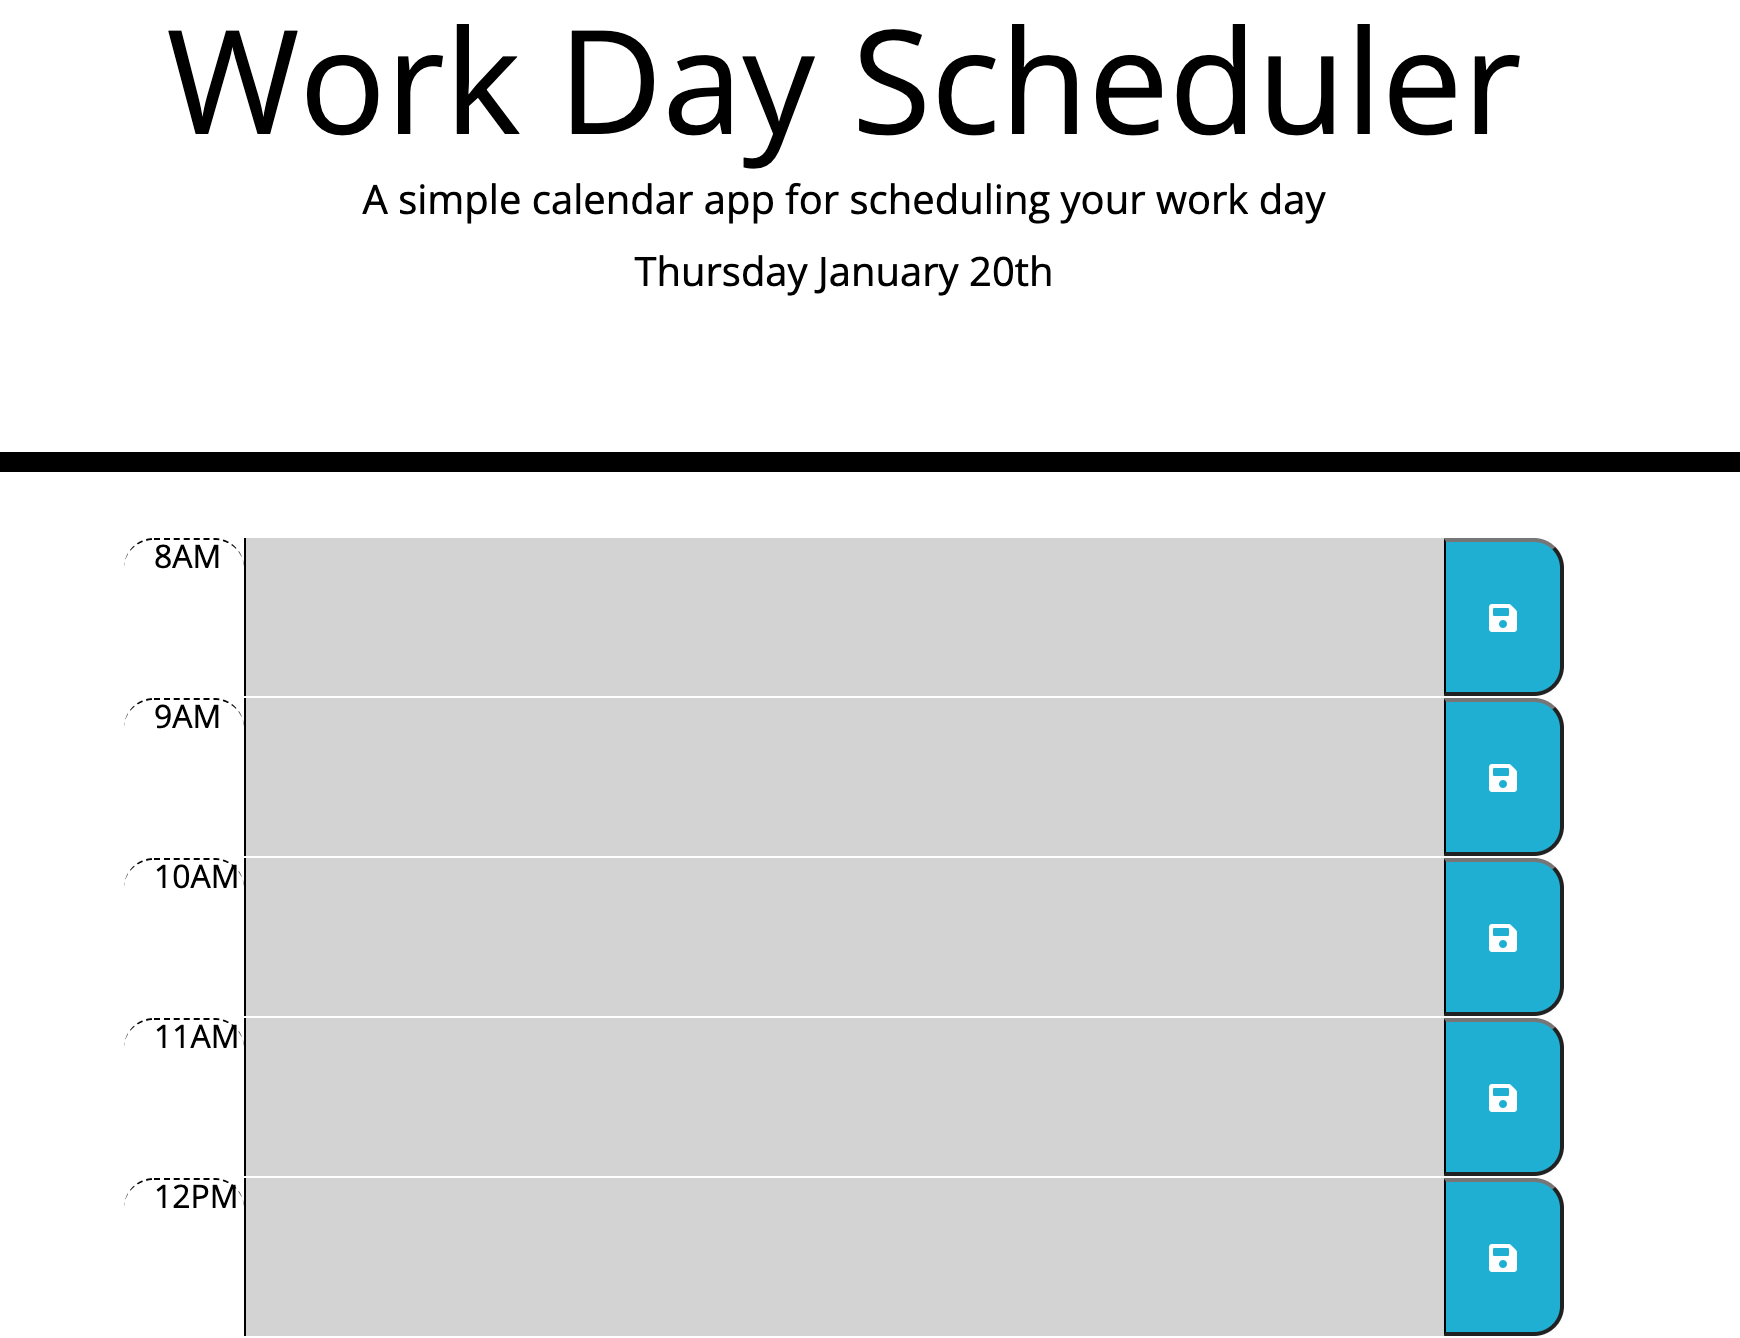 Work Day Scheduler
A simple calendar app for scheduling your work day
Thursday January 20th
8AM
9AM
10AM
11AM
12PM